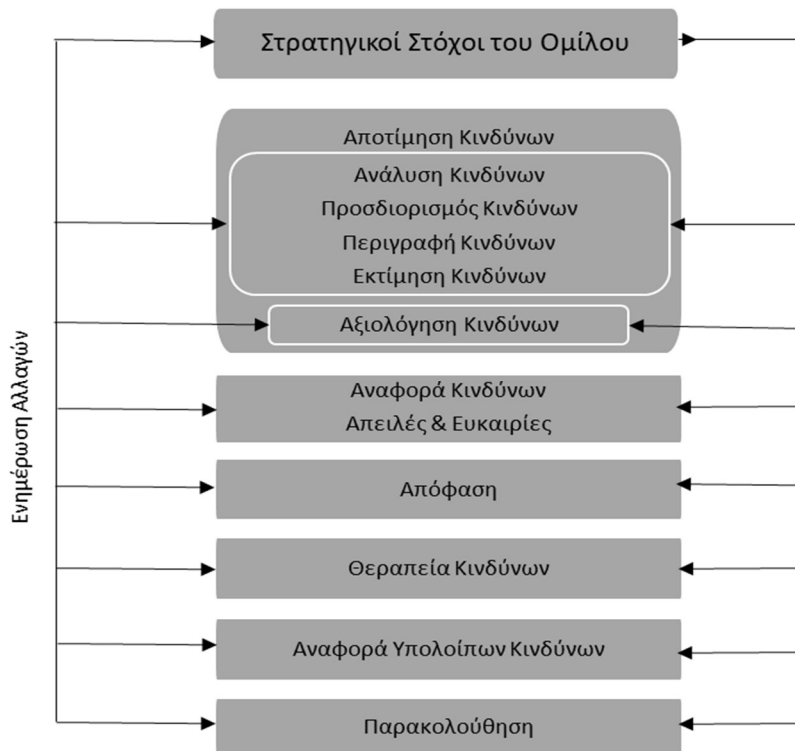 Στρατηγικοί Στόχοι του Ομίλου
Αποτίμηση Κινδύνων
Ανάλυση Κινδύνων
Προσδιορισμός Κινδύνων
Περιγραφή Κινδύνων
Εκτίμηση Κινδύνων
Αξιολόγηση Κινδύνων
Αναφορά Κινδύνων
Απειλές & Ευκαιρίες
Απόφαση
Θεραπεία Κινδύνων
Αναφορά Υπολοίπων Κινδύνων
Παρακολούθηση
Ενημέρωση Αλλαγών